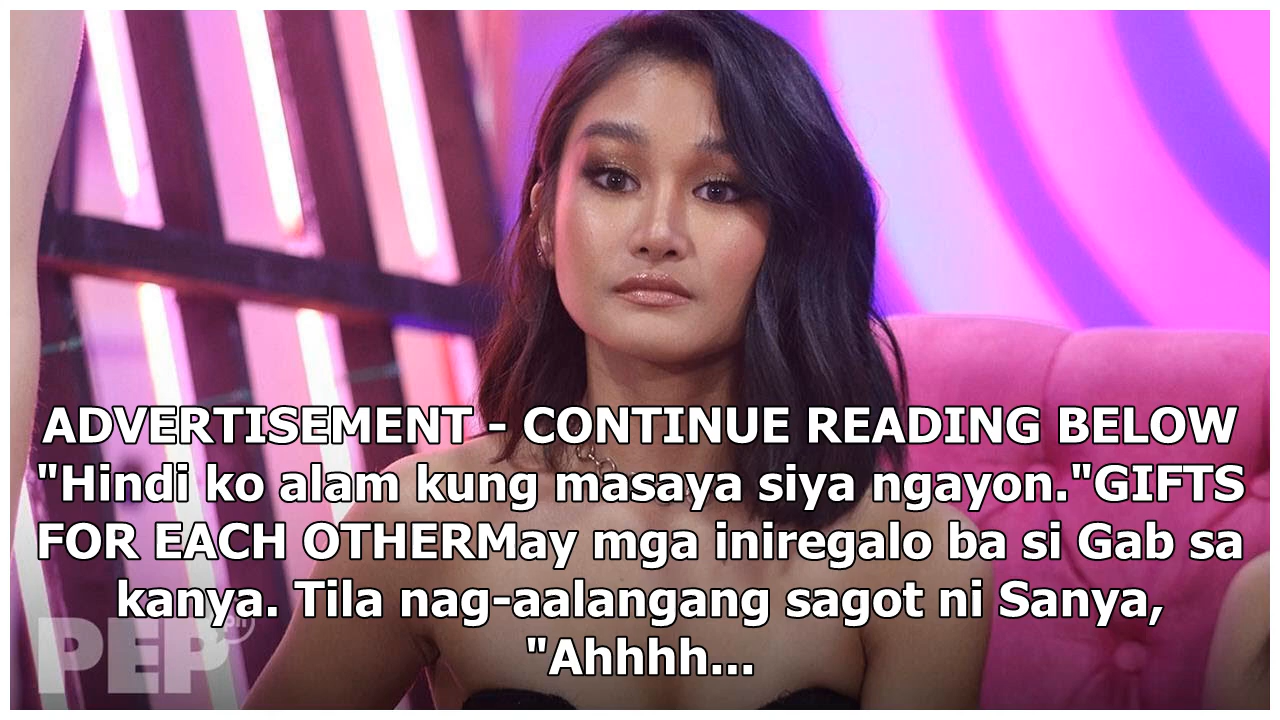 ADVERTISEMENT - CONTINUE READING BELOW
"Hindi ko alam kung masaya siya ngayon."GIFTS
FOR EACH OTHERMay mga iniregalo ba si Gab sa
kanya. Tila nag-aalangang sagot ni Sanya,
"Ahhhh...
PEP
ph